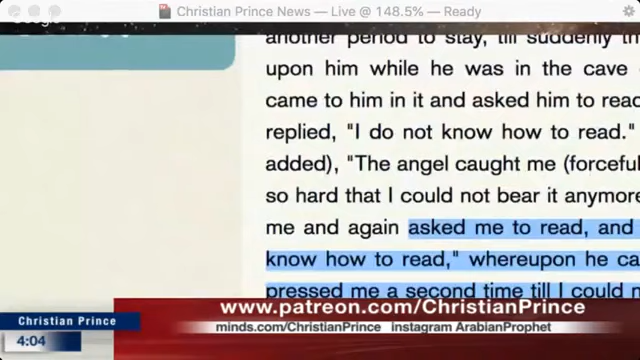 Christian Prince News — Live @ 148.5% — Ready
another period to stay, till suddenly th
upon him while he was in the cave
came to him in it and asked him to read
replied, "I do not know how to read."
added), "The angel caught me (forceful
so hard that I could not bear it anymore
me and again asked me to read, and
know how to read," whereupon he ca
pressed me a second time till I could n
www.patreon.com/ChristianPrince
minds.com/ChristianPrince instagram ArabianProphet
Christian Prince
4:04